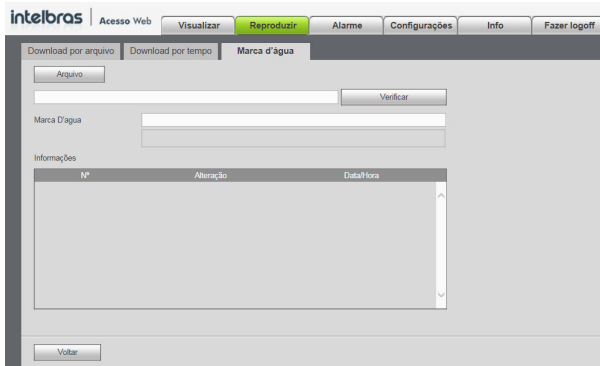 intelbras Acesso Web Visualizar Reproduzir Alarme Configurações Info Fazer logoff
Download por arquivo Download por tempo Marca d'água
Arquivo
Verificar
Marca D'agua
Informações
Nº Alteração Data/Hora
Voltar